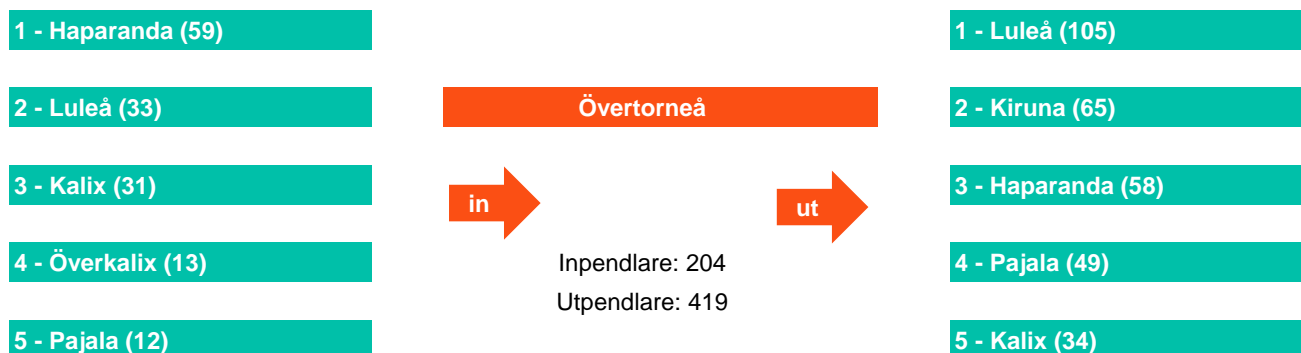 1 - Haparanda (59)
2 - Luleå (33)
3 - Kalix (31)
4 - Överkalix (13)
5 - Pajala (12)
Övertorneå
in
ut
Inpendlare: 204
Utpendlare: 419
1 - Luleå (105)
2 - Kiruna (65)
3 - Haparanda (58)
4 - Pajala (49)
5 - Kalix (34)